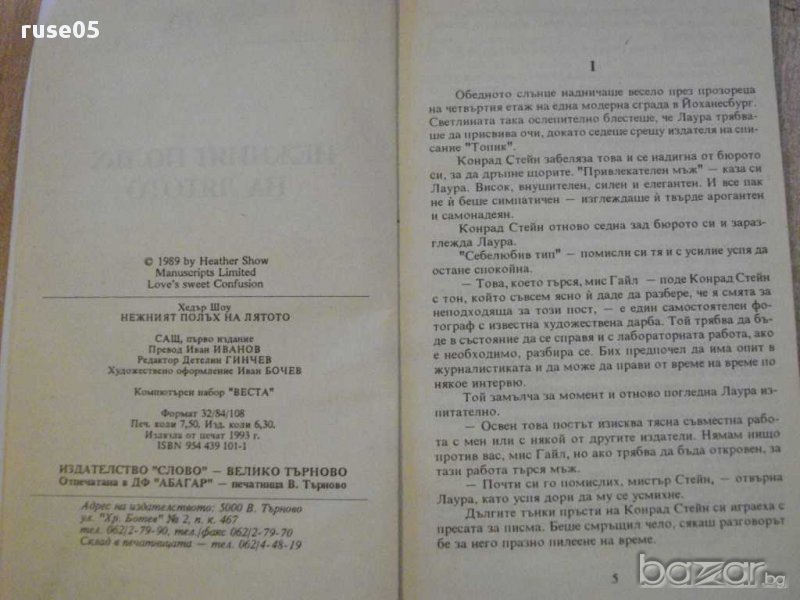 ruse05
© 1989 by Heather Show
Manuscripts Limited
Love's sweet Confusion
Хедър Шоу
НЕЖНИЯТ ПОЛЪХ НА ЛЯТОТО
САЩ, първо издание
Превод Иван ИВАНОВ
Редактор Детелин ГИНЧЕВ
Художествено оформление Иван БОЧЕВ
Компютърен набор "ВЕСТА"
Формат 32/84/108
Печ. коли 7,50, Изд. коли 6,30.
Излязла от печат 1993 г.
ISBN 954 439 101-1
ИЗДАТЕЛСТВО "СЛОВО" — ВЕЛИКО ТЪРНОВО
Отпечатана в ДФ "АБАГАР" — печатница В. Търново
Адрес на издателството: 5000 В. Търново
ул. "Хр. Ботев" № 2, п. к. 467
тел. 062/2-79-90, тел./факс 062/2-79-70
Склад в печатницата — тел. 062/4-48-19
I
Обедното слънце надничаше весело през прозореца
на четвъртия етаж на една модерна сграда в Йоханесбург.
Светлината така ослепително блестеше, че Лаура трябва-
ше да присвива очи, докато седеше срещу издателя на спи-
сание "Топик".
Конрад Стейн забеляза това и се надигна от бюрото
си, за да дръпне щорите. "Привлекателен мъж" — каза си
Лаура. Висок, внушителен, силен и елегантен. И все пак
не ѝ беше симпатичен — изглеждаше ѝ твърде арогантен
и самонадеян.
Конрад Стейн отново седна зад бюрото си и зараз-
глежда Лаура.
"Себелюбив тип" — помисли си тя и с усилие успя да
остане спокойна.
— Това, което търся, мис Гайл — поде Конрад Стейн
с тон, който съвсем ясно ѝ даде да разбере, че я смята за
неподходяща за този пост, — е един самостоятелен фо-
тограф с известна художествена дарба. Той трябва да бъ-
де в състояние да се справя и с лабораторната работа, ако
е необходимо, разбира се. Бих предпочел да има опит в
журналистиката и да може да прави от време на време по
някое интервю.
Той замълча за момент и отново погледна Лаура из-
питателно.
— Освен това постът изисква тясна съвместна рабо-
та с мен или с някой от другите издатели. Нямам нищо
против вас, мис Гайл, но ако трябва да бъда откровен, за
тази работа търся мъж.
— Почти си го помислих, мистър Стейн, — отвърна
Лаура, като успя дори да му се усмихне.
Дългите тънки пръсти на Конрад Стейн си играеха с
пресата за писма. Беше смръщил чело, сякаш разговорът
бе за него празно пилеене на време.
5
bazar.bg